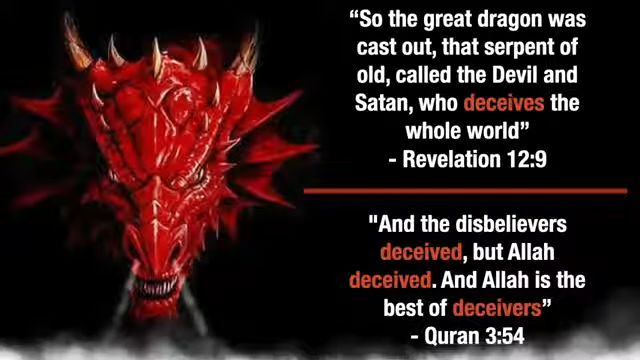 “So the great dragon was
cast out, that serpent of
old, called the Devil and
Satan, who deceives the
whole world”
- Revelation 12:9
"And the disbelievers
deceived, but Allah
deceived. And Allah is the
best of deceivers”
- Quran 3:54